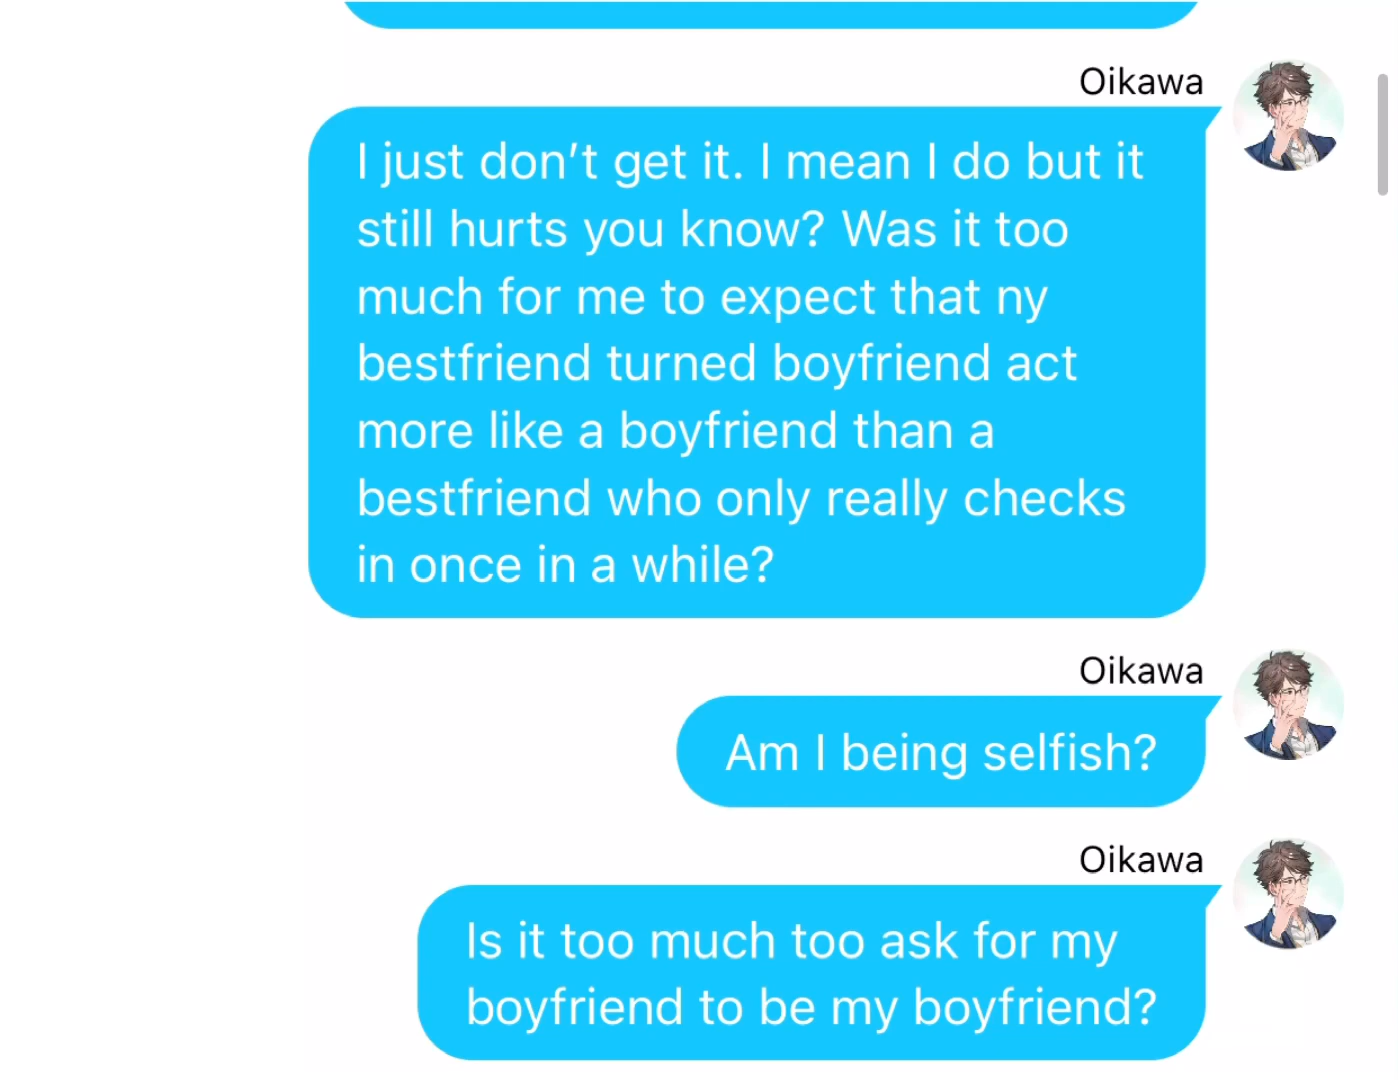 Oikawa
I just don't get it. I mean I do but it
still hurts you know? Was it too
much for me to expect that ny
bestfriend turned boyfriend act
more like a boyfriend than a
bestfriend who only really checks
in once in a while?
Oikawa
Am I being selfish?
Oikawa
Is it too much too ask for my
boyfriend to be my boyfriend?